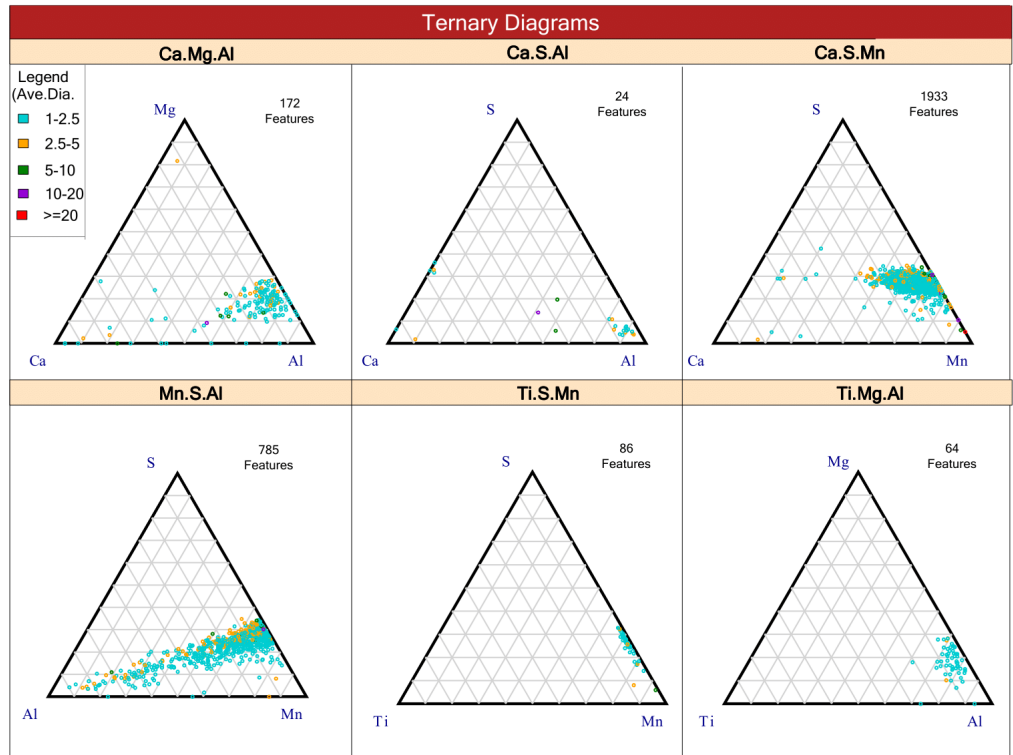 Ternary Diagrams
Ca.Mg.Al
Ca.S.Al
Ca.S.Mn
Legend
(Ave.Dia.
1-2.5
2.5-5
5-10
10-20
>=20
Mg
172
Features
Ca
Al
S
24
Features
Ca
Al
S
1933
Features
Ca
Mn
Mn.S.Al
Ti.S.Mn
Ti.Mg.Al
S
785
Features
Al
Mn
S
86
Features
Ti
Mn
Mg
64
Features
Ti
Al